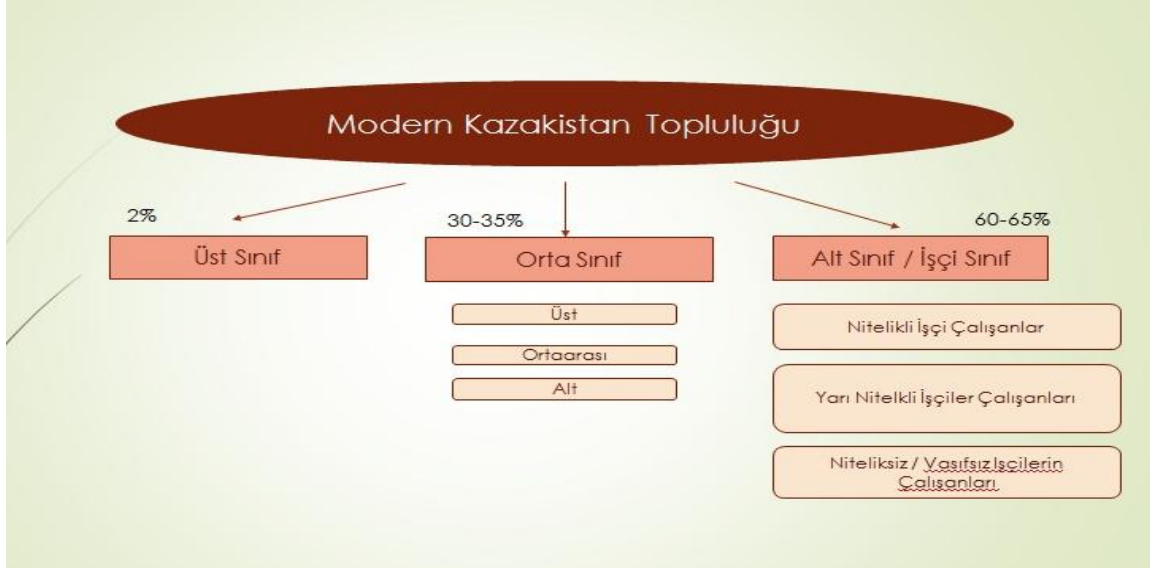 Modern Kazakistan Topluluğu
2%
Üst Sınıf
30-35%
Orta Sınıf
Üst
Ortaarası
Alt
60-65%
Alt Sınıf / İşçi Sınıf
Nitelikli İşçi Çalışanlar
Yarı Nitelkli İşçiler Çalışanları
Niteliksiz / Vasıfsız Işçilerin
Çalışanları